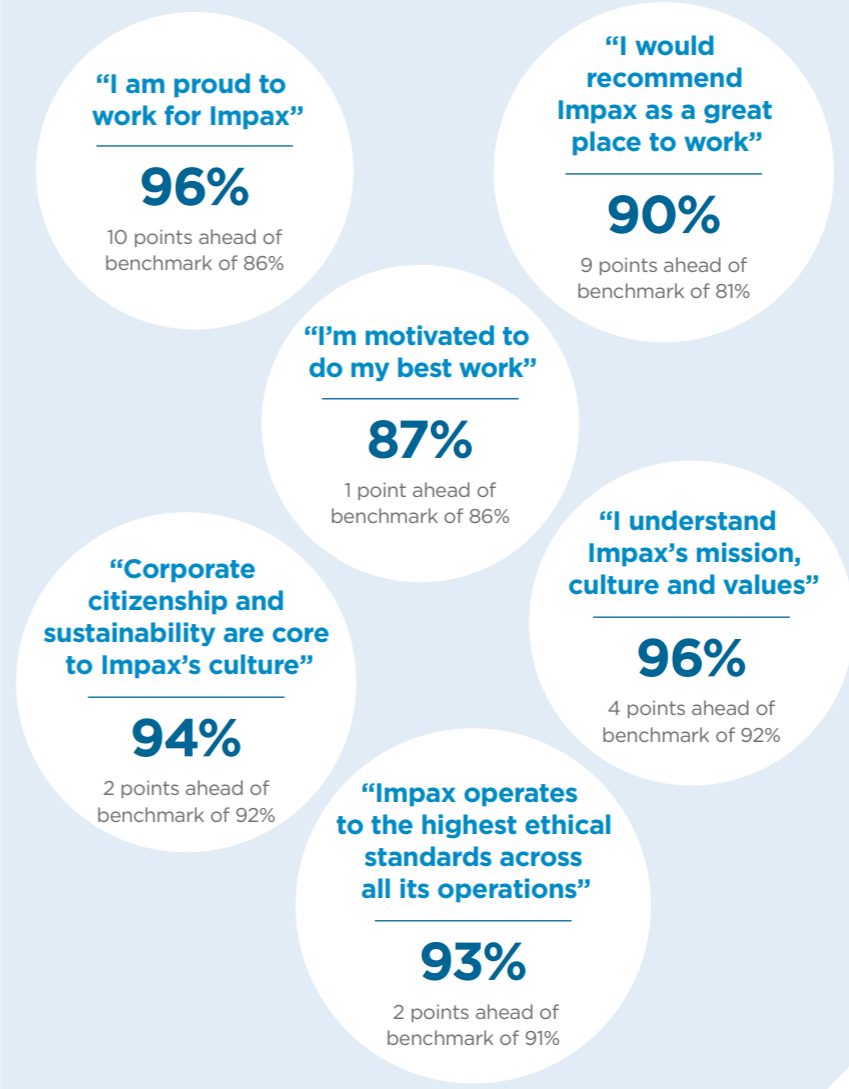 “I am proud to
work for Impax”
96%
10 points ahead of
benchmark of 86%
“I would
recommend
Impax as a great
place to work”
90%
9 points ahead of
benchmark of 81%
“I’m motivated to
do my best work”
87%
1 point ahead of
benchmark of 86%
“I understand
Impax’s mission,
culture and values”
96%
4 points ahead of
benchmark of 92%
“Corporate
citizenship and
sustainability are core
to Impax’s culture”
94%
2 points ahead of
benchmark of 92%
“Impax operates
to the highest ethical
standards across
all its operations”
93%
2 points ahead of
benchmark of 91%